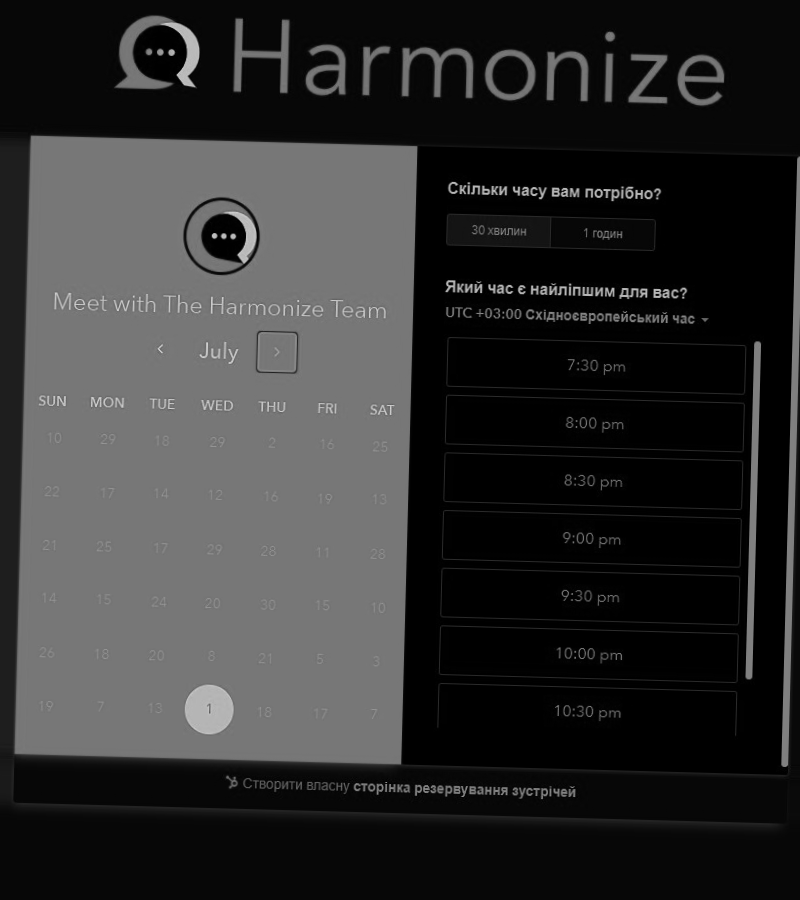 Harmonize
Meet with The Harmonize Team
July
SUN MON TUE WED THU FRI SAT
10 29 18 29 2 16 25
22 17 14 12 16 19 13
21 25 17 29 28 11 28
14 15 24 20 30 15 10
26 18 20 8 21 5 3
19 7 13 1 18 17 7
Скільки часу вам потрібно?
30 хвилин 1 годин
Який час є найліпшим для вас?
UTC +03:00 Східноєвропейський час
7:30 pm
8:00 pm
8:30 pm
9:00 pm
9:30 pm
10:00 pm
10:30 pm
Створити власну сторінка резервування зустрічей